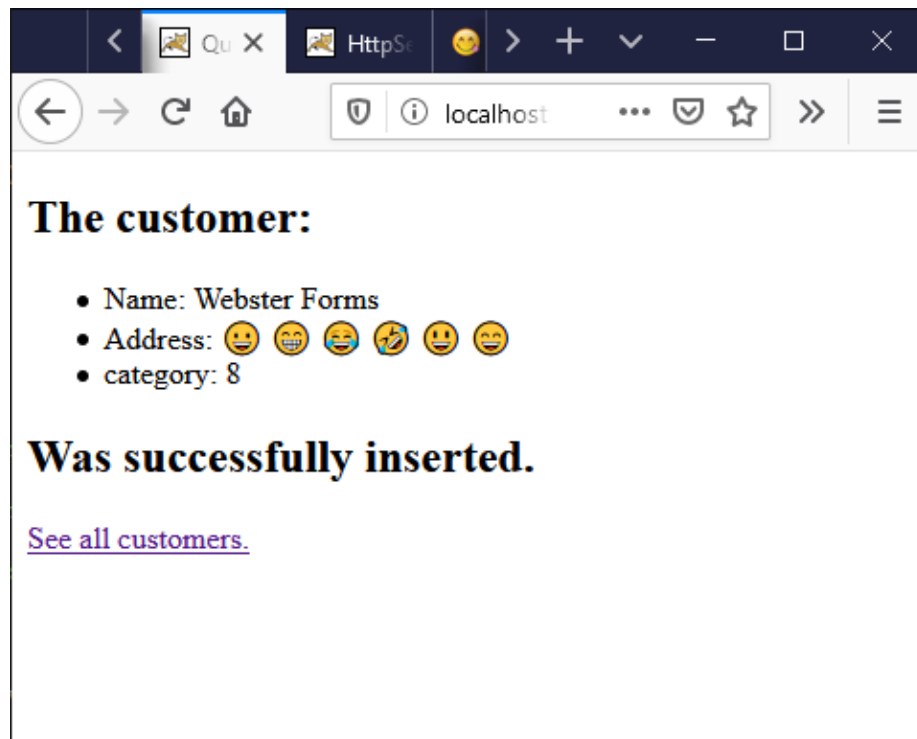 Qu
HttpSe
localhost
The customer:
Name: Webster Forms
Address: 😀 😁 😂 🤣 😃 😄
category: 8
Was successfully inserted.
See all customers.